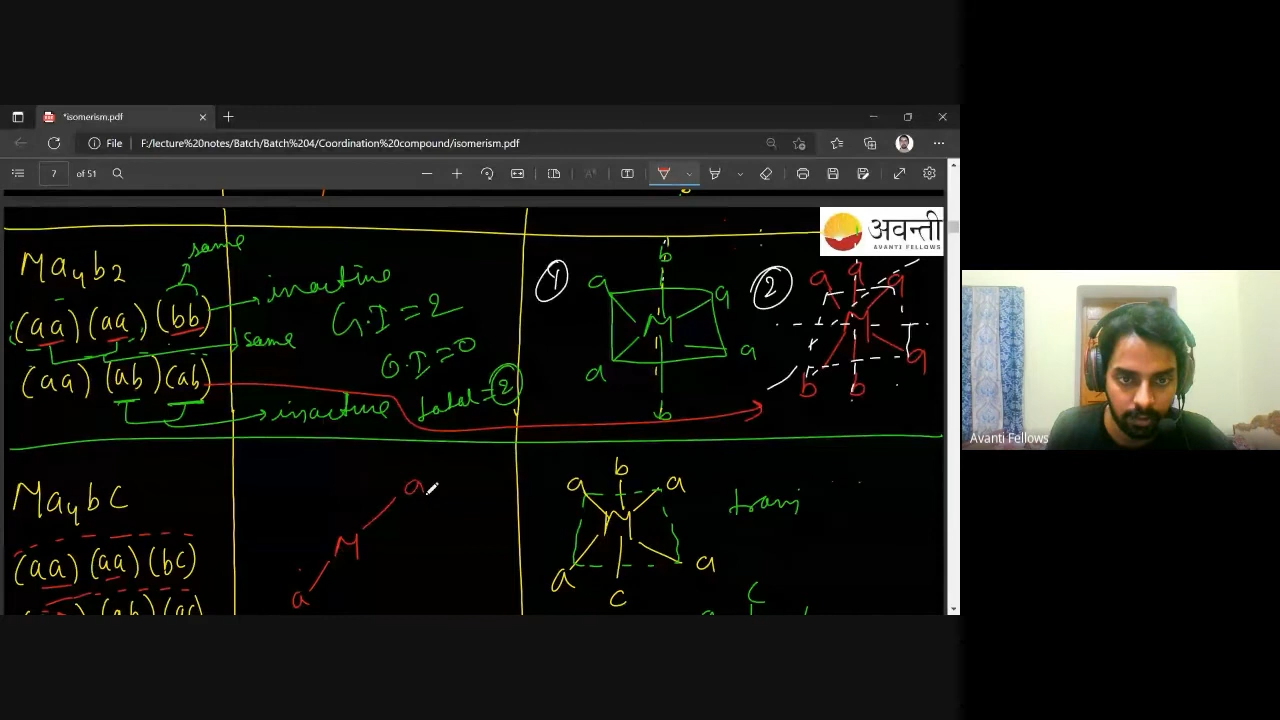 *isomerism.pdf
File F:/lecture%20notes/Batch/Batch%204/Coordination%20compound/isomerism.pdf
7 of 51
अवन्ती
AVANTI FELLOWS
Ma4b2
same
(aa) (aa) (bb) → inactive
same
(aa) (ab) (ab)
→ inactive
G.I = 2
O.I = 0
total = 2
1
b
a a
M
a a
b
2
a a a
M
a
b b
Ma4bC
(aa) (aa) (bc)
(ab) (ac)
a
M
a
b
a a
M
a a
C
trans
C
a
Avanti Fellows